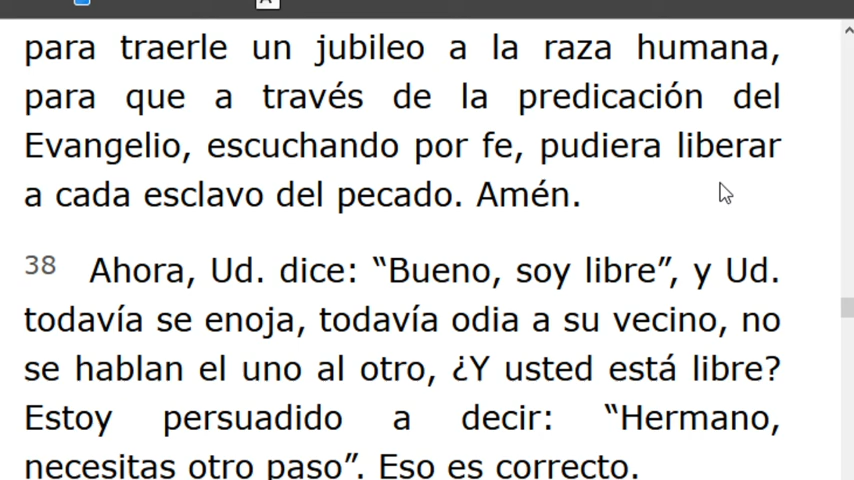 para traerle un jubileo a la raza humana,
para que a través de la predicación del
Evangelio, escuchando por fe, pudiera liberar
a cada esclavo del pecado. Amén.
38 Ahora, Ud. dice: “Bueno, soy libre”, y Ud.
todavía se enoja, todavía odia a su vecino, no
se hablan el uno al otro, ¿Y usted está libre?
Estoy persuadido a decir: “Hermano,
necesitas otro paso”. Eso es correcto.